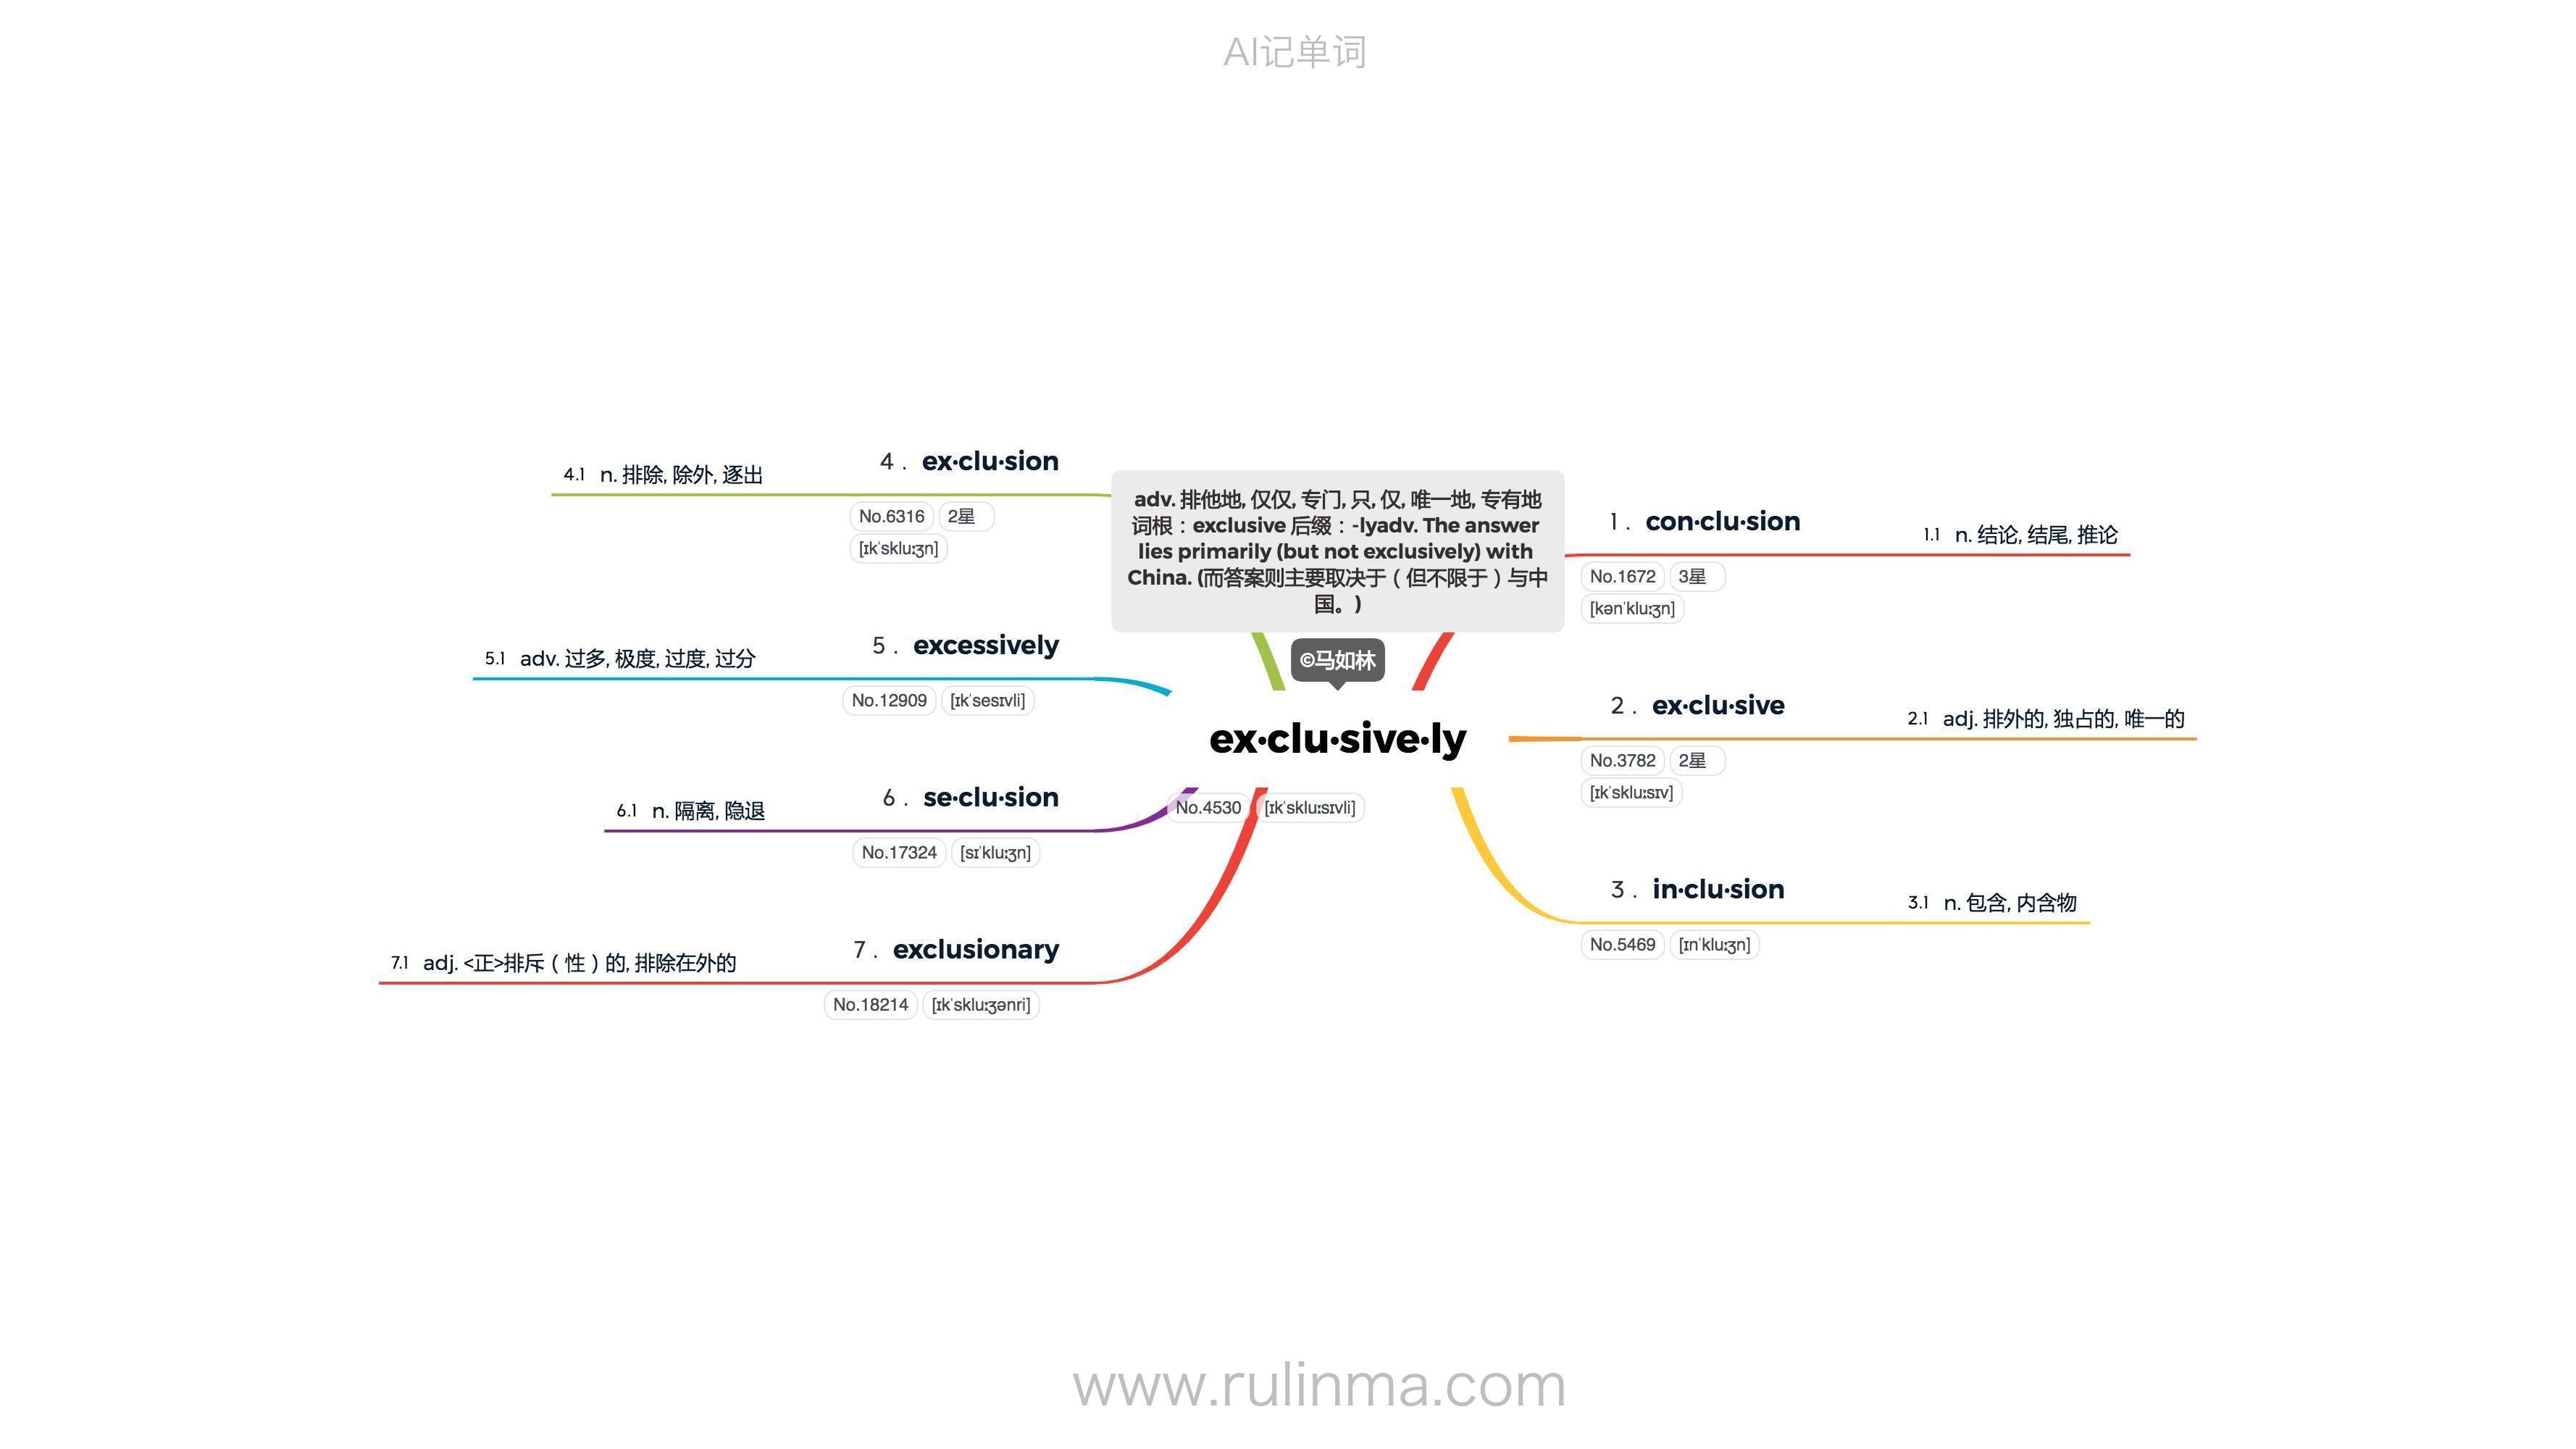 AI记单词
adv. 排他地, 仅仅, 专门, 只, 仅, 唯一地, 专有地
词根：exclusive 后缀：-lyadv. The answer
lies primarily (but not exclusively) with
China. (而答案则主要取决于（但不限于）与中
国。)
©马如林
ex·clu·sive·ly
No.4530 [ɪkˈskluːsɪvli]
1. con·clu·sion
1.1 n. 结论, 结尾, 推论
No.1672 3星
[kənˈkluːʒn]
2. ex·clu·sive
2.1 adj. 排外的, 独占的, 唯一的
No.3782 2星
[ɪkˈskluːsɪv]
3. in·clu·sion
3.1 n. 包含, 内含物
No.5469 [ɪnˈkluːʒn]
4. ex·clu·sion
4.1 n. 排除, 除外, 逐出
No.6316 2星
[ɪkˈskluːʒn]
5. excessively
5.1 adv. 过多, 极度, 过度, 过分
No.12909 [ɪkˈsesɪvli]
6. se·clu·sion
6.1 n. 隔离, 隐退
No.17324 [sɪˈkluːʒn]
7. exclusionary
7.1 adj. <正>排斥（性）的, 排除在外的
No.18214 [ɪkˈskluːʒənri]
www.rulinma.com